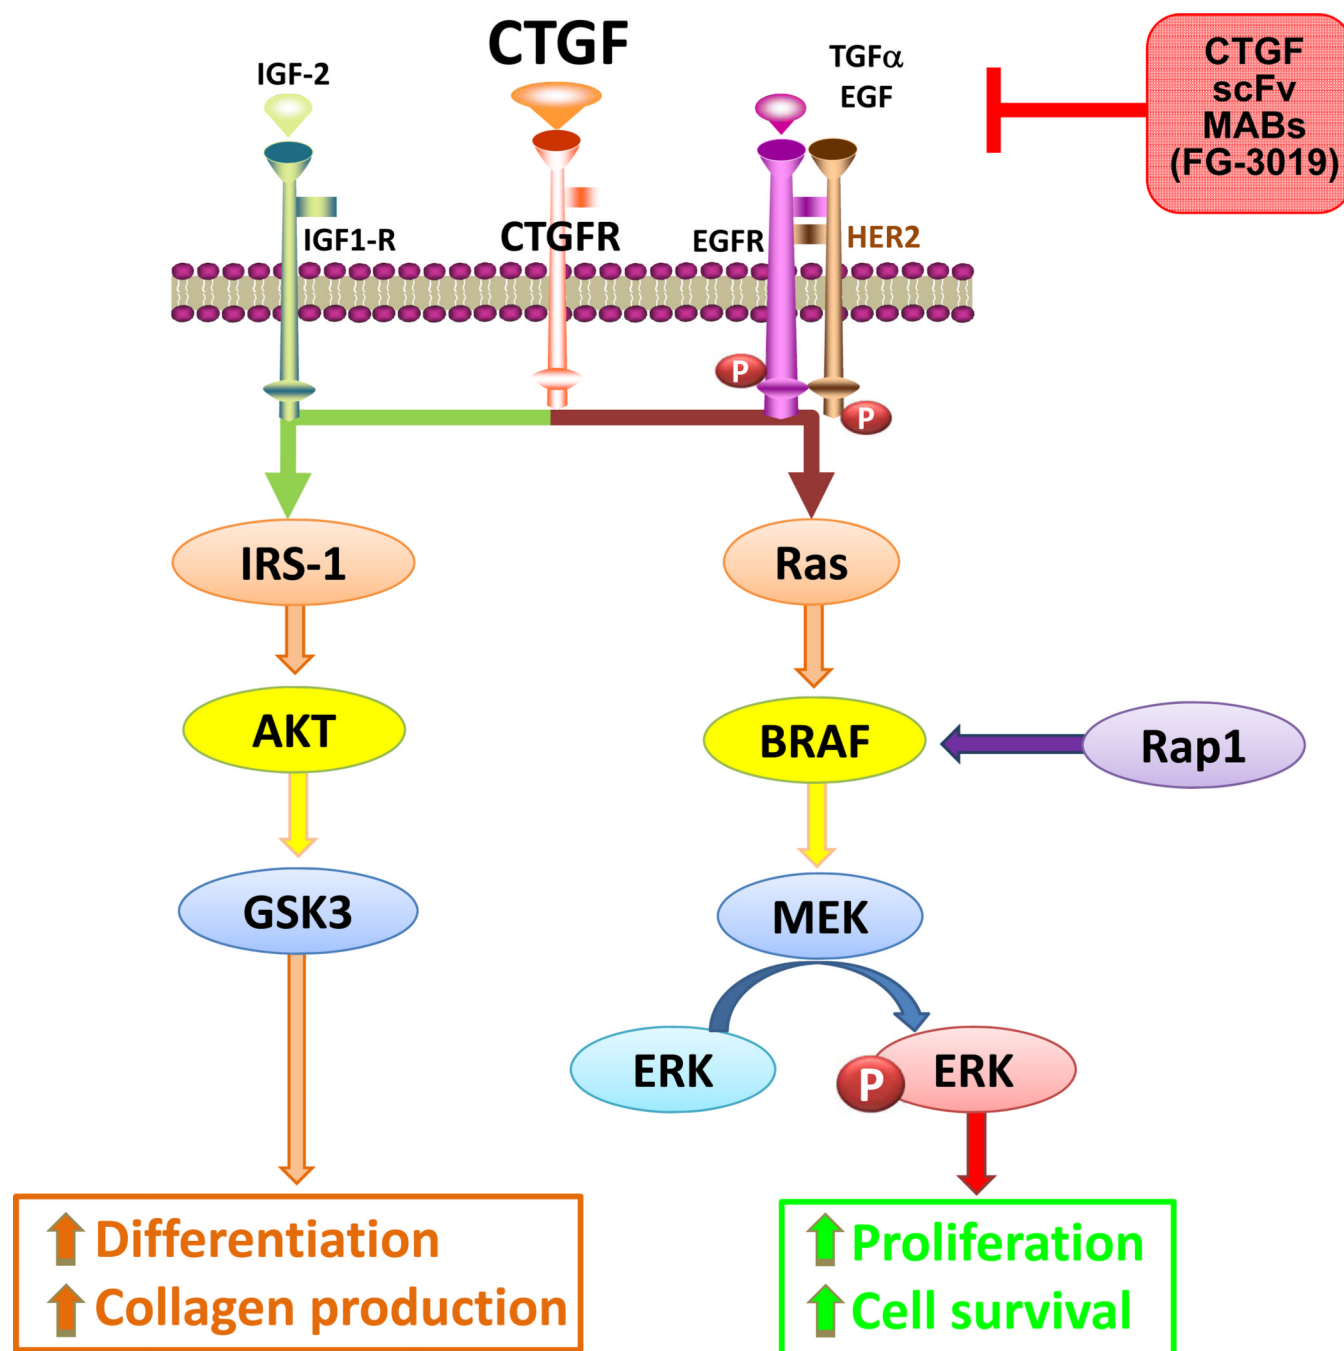 CTGF
IGF-2
TGFα
EGF
CTGF
scFv
MABs
(FG-3019)
IGF1-R
CTGFR
EGFR
HER2
P
P
IRS-1
Ras
AKT
BRAF
Rap1
GSK3
MEK
ERK
P
ERK
Differentiation
Collagen production
Proliferation
Cell survival